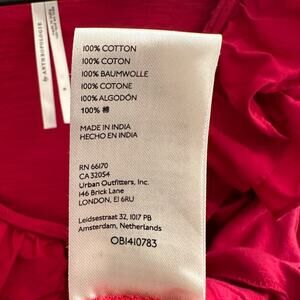 by ANTHROPOLOGIE
100% COTTON
100% COTON
100% BAUMWOLLE
100% COTONE
100% ALGODÓN
100% 棉
MADE IN INDIA
HECHO EN INDIA
RN 66170
CA 32054
Urban Outfitters, Inc.
146 Brick Lane
LONDON, E1 6RU
Leidsestraat 32, 1017 PB
Amsterdam, Netherlands
OB1410783